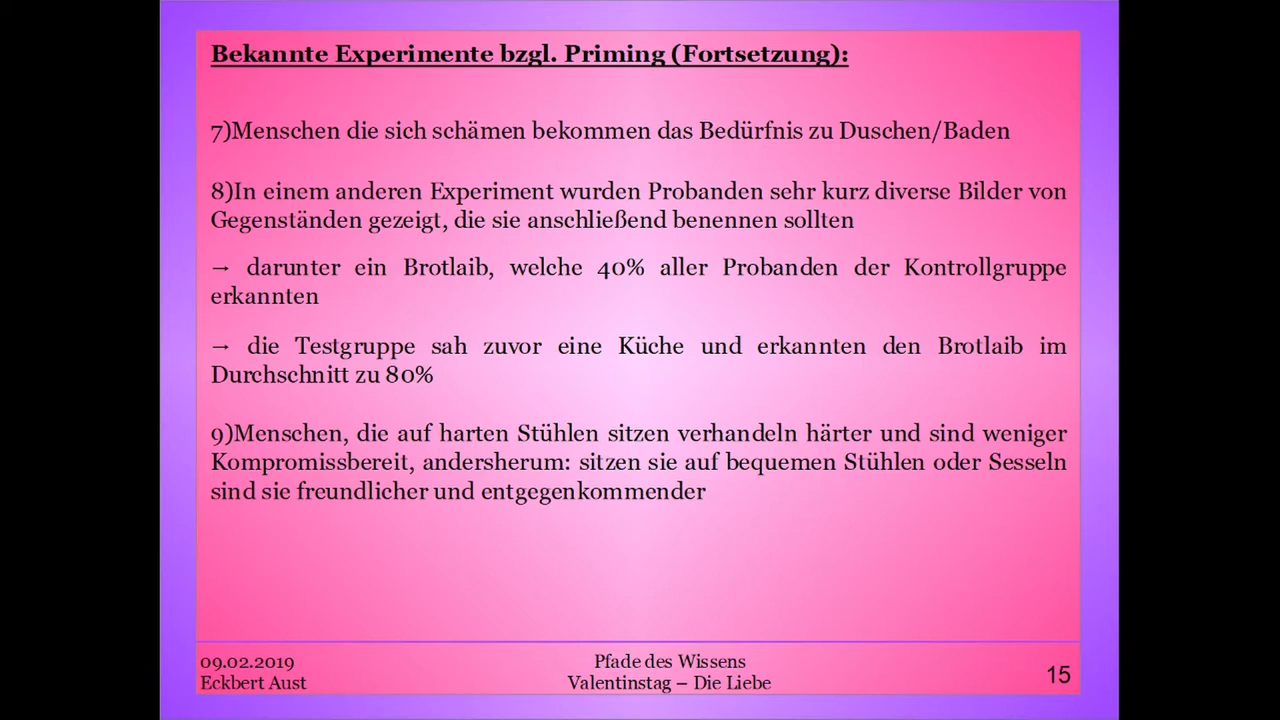 Bekannte Experimente bzgl. Priming (Fortsetzung):
7)Menschen die sich schämen bekommen das Bedürfnis zu Duschen/Baden
8)In einem anderen Experiment wurden Probanden sehr kurz diverse Bilder von
Gegenständen gezeigt, die sie anschließend benennen sollten
→ darunter ein Brotlaib, welche 40% aller Probanden der Kontrollgruppe
erkannten
→ die Testgruppe sah zuvor eine Küche und erkannten den Brotlaib im
Durchschnitt zu 80%
9)Menschen, die auf harten Stühlen sitzen verhandeln härter und sind weniger
Kompromissbereit, andersherum: sitzen sie auf bequemen Stühlen oder Sesseln
sind sie freundlicher und entgegenkommender
09.02.2019
Eckbert Aust
Pfade des Wissens
Valentinstag – Die Liebe
15